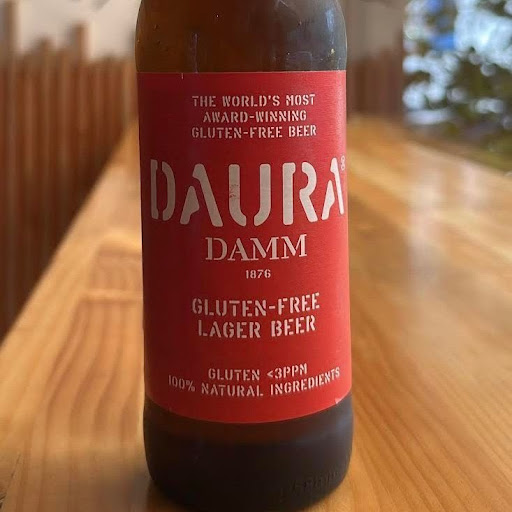 THE WORLD'S MOST
AWARD-WINNING
GLUTEN-FREE BEER
DAURA®
DAMM
1876
GLUTEN-FREE
LAGER BEER
GLUTEN <3PPM
100% NATURAL INGREDIENTS